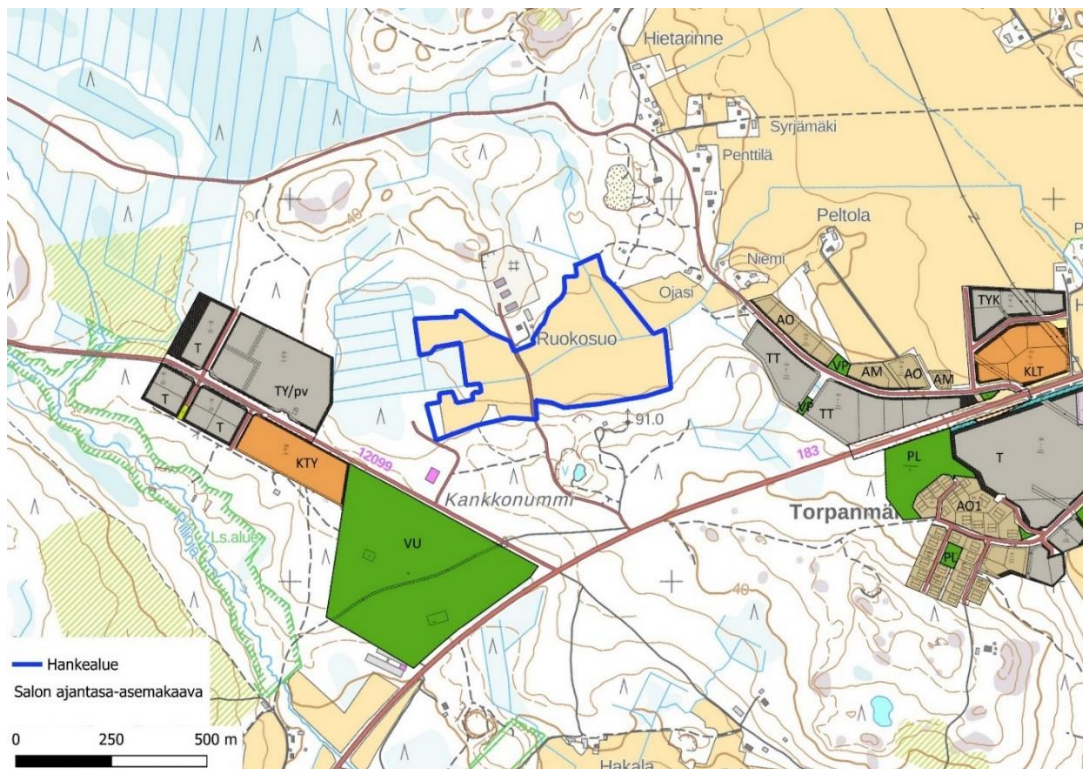 Hietarinne
Syrjämäki
Penttilä
40
Peltola
Niemi
Ojasi
Ruokosuo
TYK
KLT
AO
TT
VP
AM
AO
AM
VP
TT
T
TY/pv
T
T
91.0
12099
183
PL
T
KTY
Kankkonummi
Torpanmä
AO1
VU
PL
Ls.alue
40
Hankealue
Salon ajantasa-asemakaava
0 250 500 m
Hakala